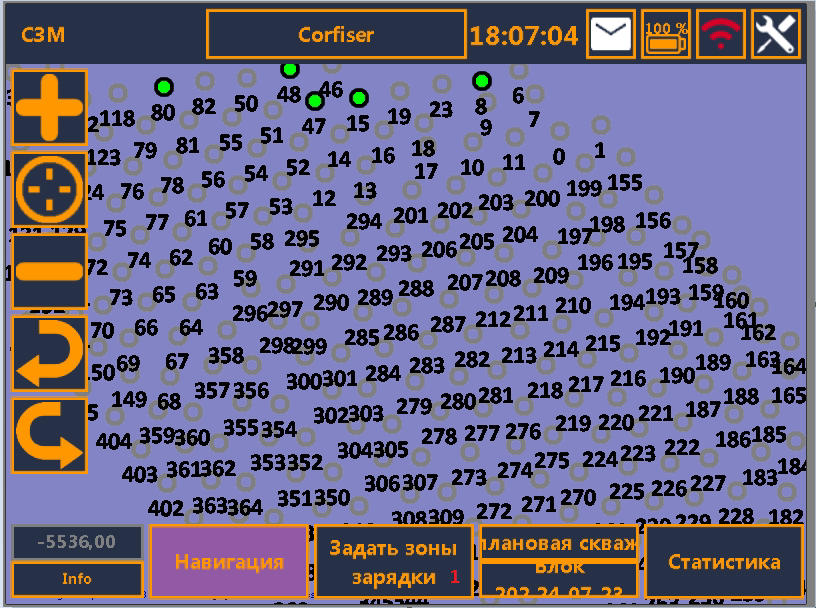 СЗМ Corfiser 18:07:04 100 %
48 46 6
118 80 82 50 47 15 19 23 8 7
123 79 81 55 51 14 16 18 9 0 1
76 78 56 54 52 13 17 10 11 199 155
75 77 61 57 53 12 294 201 202 203 200 198 156
74 62 60 58 295 293 206 205 204 197 157
72 73 65 63 59 291 292 288 207 208 209 196 195 158
70 66 64 296 297 290 289 287 212 211 210 194 193 159 160
69 67 358 298 299 285 286 282 213 214 215 192 191 161 162
149 68 357 356 300 301 284 283 280 281 218 217 216 190 189 163 164
404 359 360 355 354 302 303 279 278 277 276 219 220 221 187 188 165
403 361 362 353 352 304 305 273 274 275 224 223 222 186 185
402 363 364 351 350 306 307 272 271 270 225 226 227 183 184
308 309 228 182
-5536,00
Info
Навигация
Задать зоны
зарядки 1
плановая скваж
Блок
202 24-07-23
Статистика